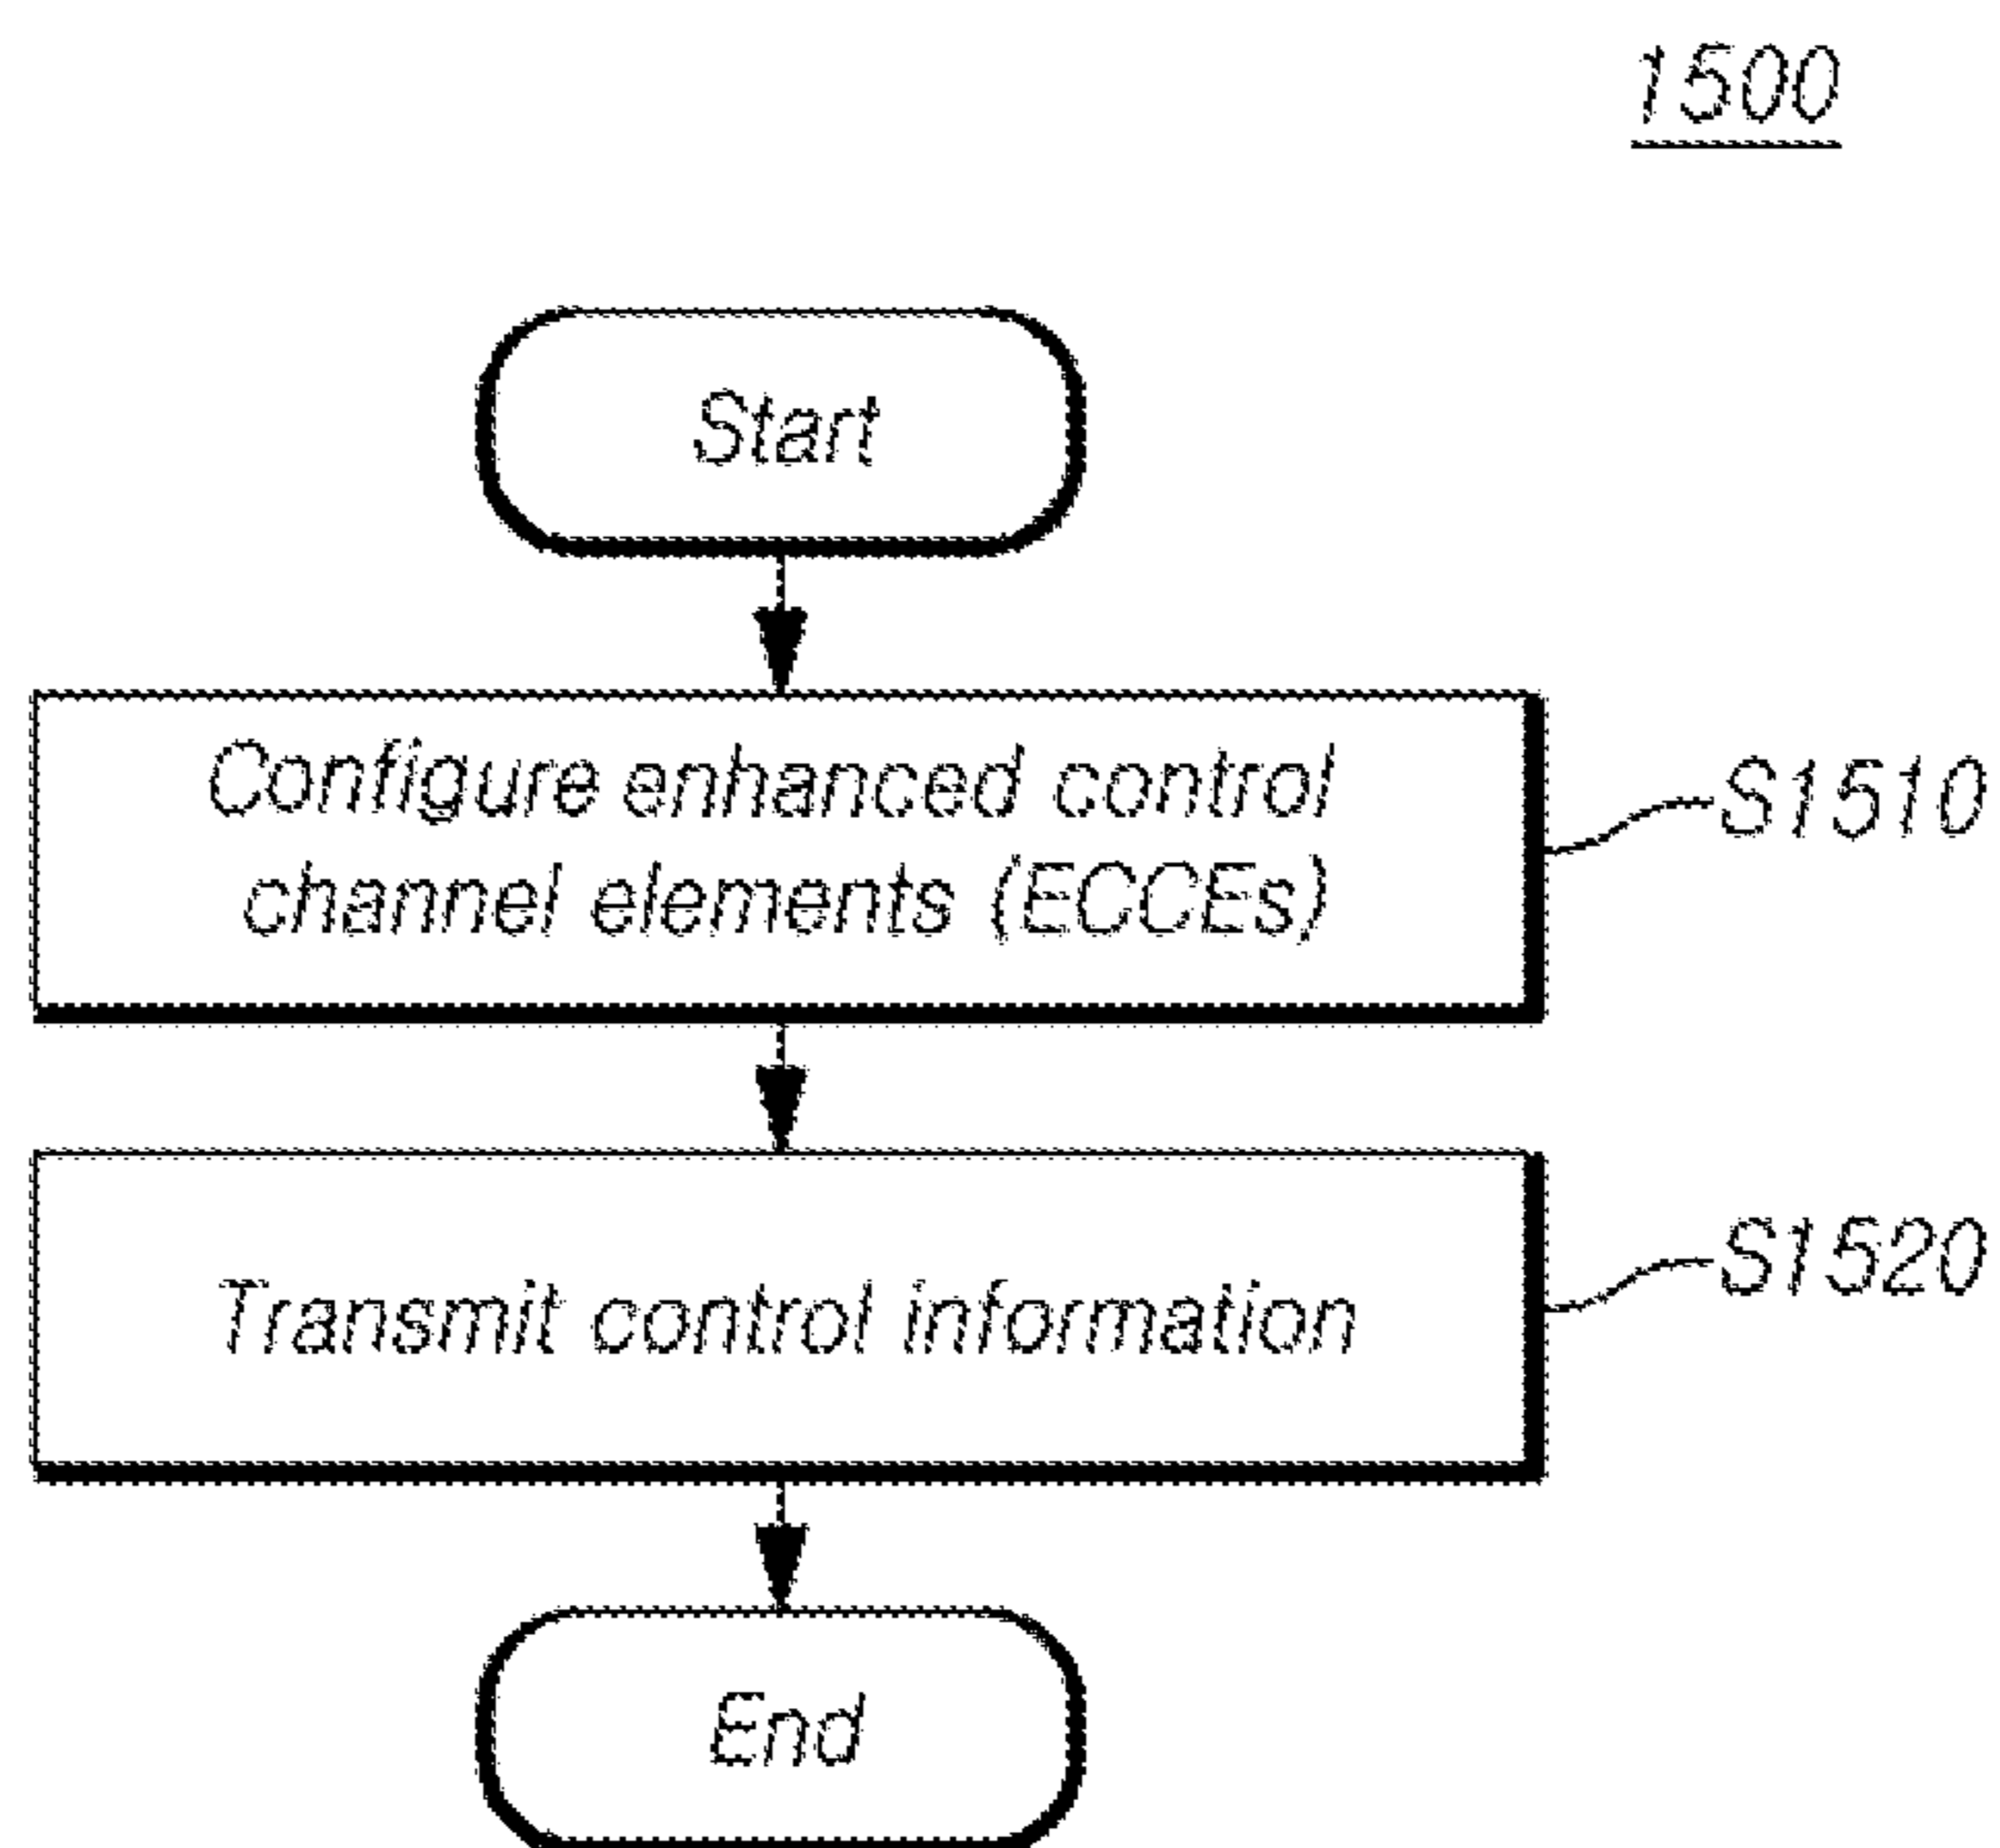 1500
Start
Configure enhanced control
channel elements (ECCEs)
S1510
Transmit control information
S1520
End